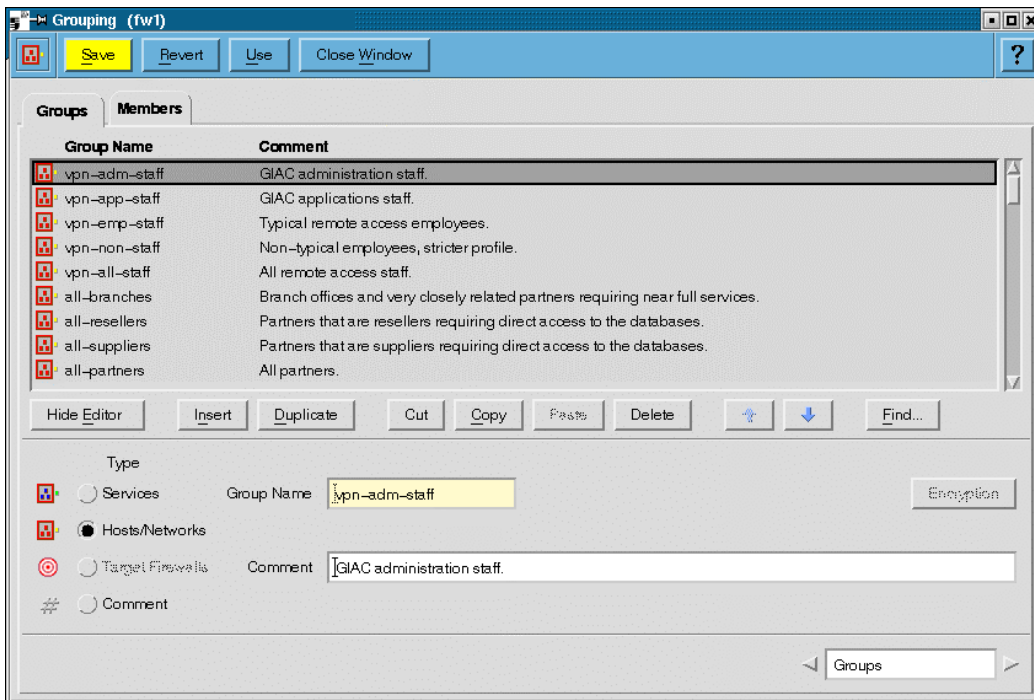 Grouping (fw1)
Save Revert Use Close Window ?
Groups Members
Group Name Comment
vpn-adm-staff GIAC administration staff.
vpn-app-staff GIAC applications staff.
vpn-emp-staff Typical remote access employees.
vpn-non-staff Non-typical employees, stricter profile.
vpn-all-staff All remote access staff.
all-branches Branch offices and very closely related partners requiring near full services.
all-resellers Partners that are resellers requiring direct access to the databases.
all-suppliers Partners that are suppliers requiring direct access to the databases.
all-partners All partners.
Hide Editor Insert Duplicate Cut Copy Paste Delete Find...
Type
Services Group Name vpn-adm-staff Encryption
Hosts/Networks
Target Firewalls Comment GIAC administration staff.
# Comment
Groups